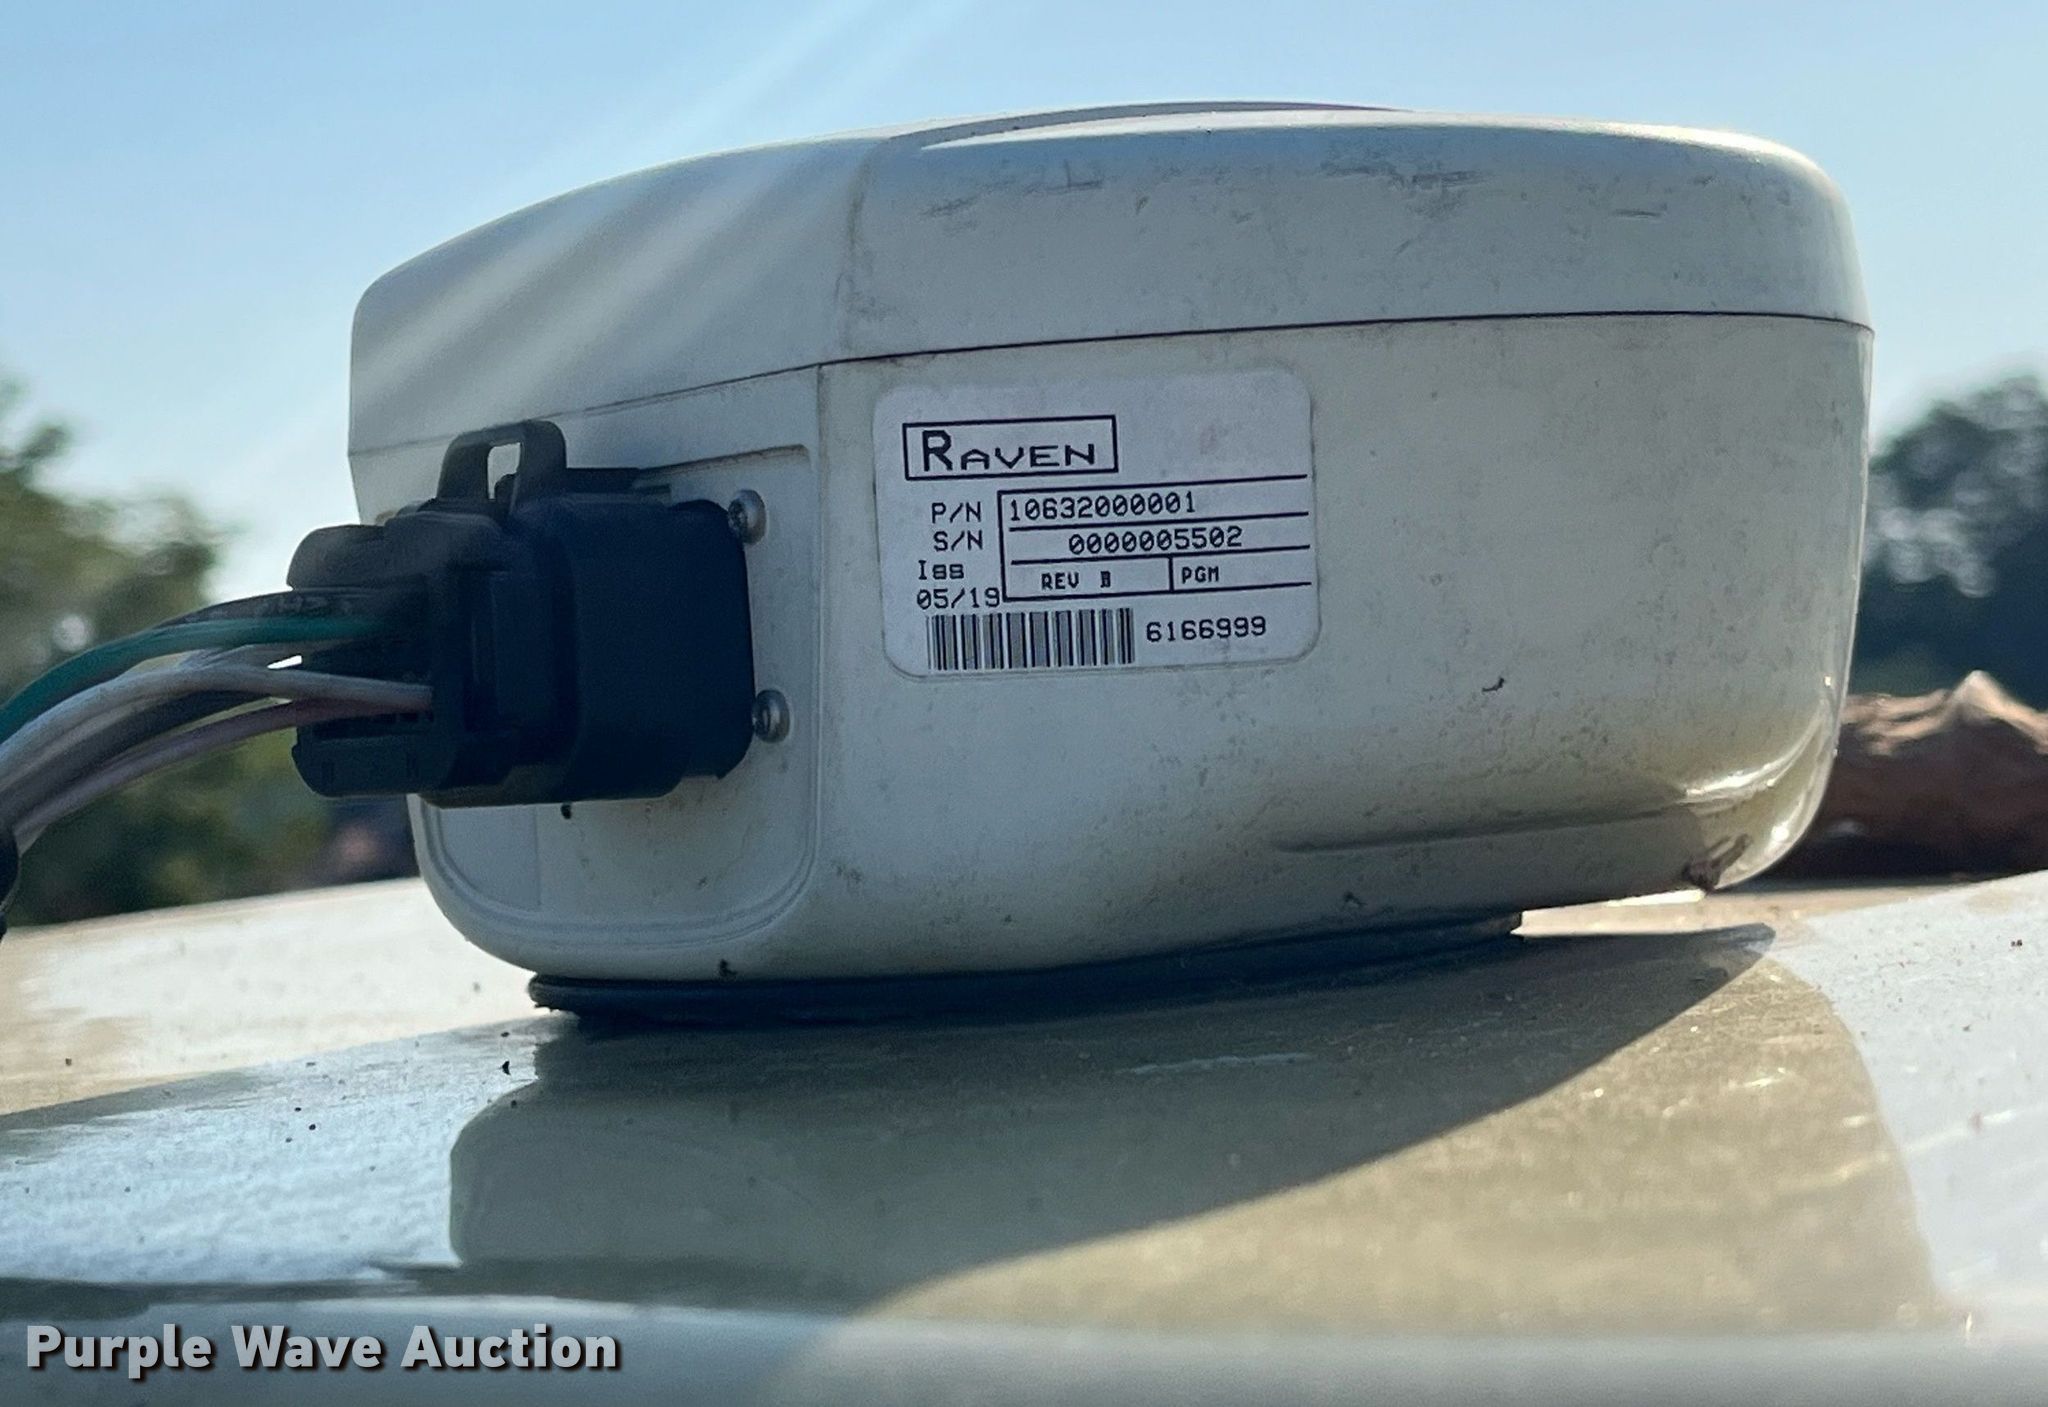 RAVEN
P/N 10632000001
S/N 0000005502
Iss REV B PGM
05/19
6166999
Purple Wave Auction